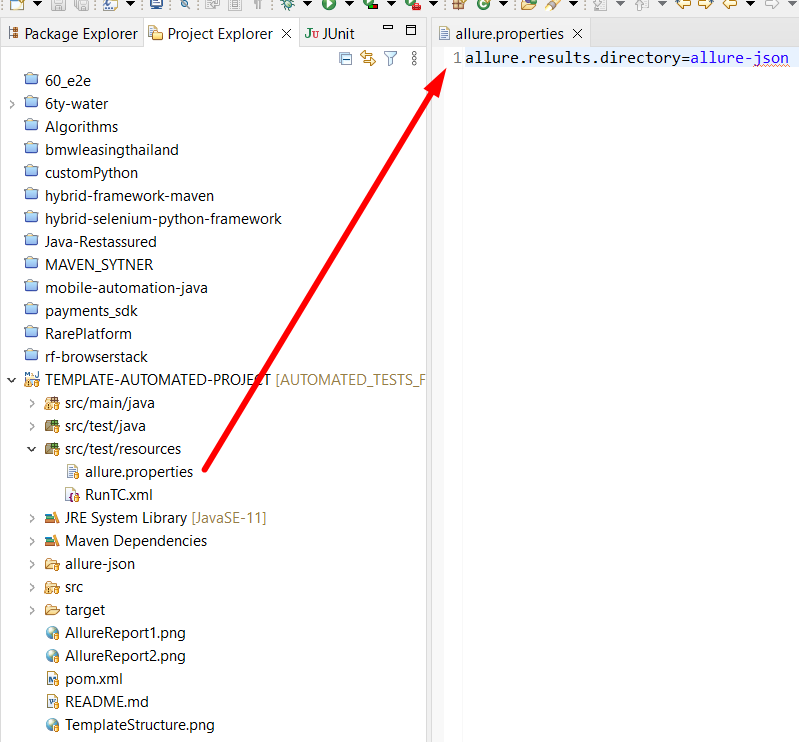 Package Explorer
Project Explorer
JUnit
allure.properties
60_e2e
6ty-water
Algorithms
bmwleasingthailand
customPython
hybrid-framework-maven
hybrid-selenium-python-framework
Java-Restassured
MAVEN_SYTNER
mobile-automation-java
payments_sdk
RarePlatform
rf-browserstack
TEMPLATE-AUTOMATED-PROJECT [AUTOMATED_TESTS_F
src/main/java
src/test/java
src/test/resources
allure.properties
RunTC.xml
JRE System Library [JavaSE-11]
Maven Dependencies
allure-json
src
target
AllureReport1.png
AllureReport2.png
pom.xml
README.md
TemplateStructure.png
1 allure.results.directory=allure-json